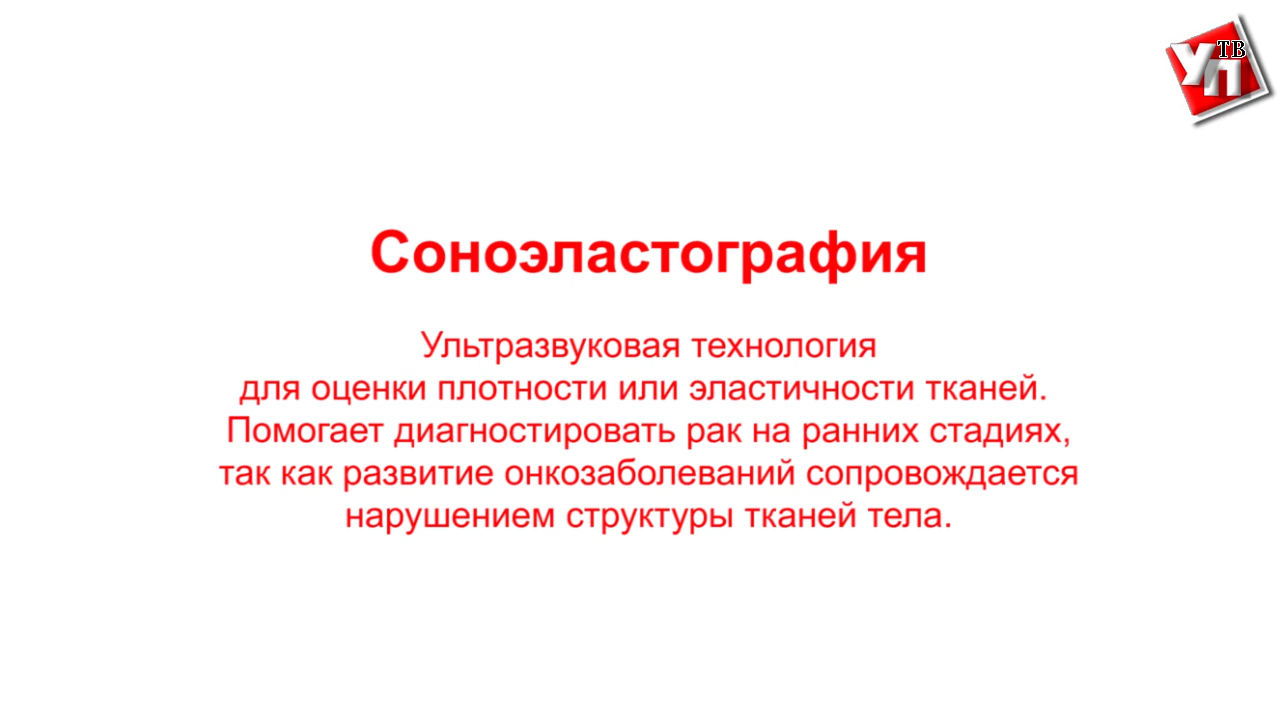 УП
ТВ
Соноэластография
Ультразвуковая технология
для оценки плотности или эластичности тканей.
Помогает диагностировать рак на ранних стадиях,
так как развитие онкозаболеваний сопровождается
нарушением структуры тканей тела.